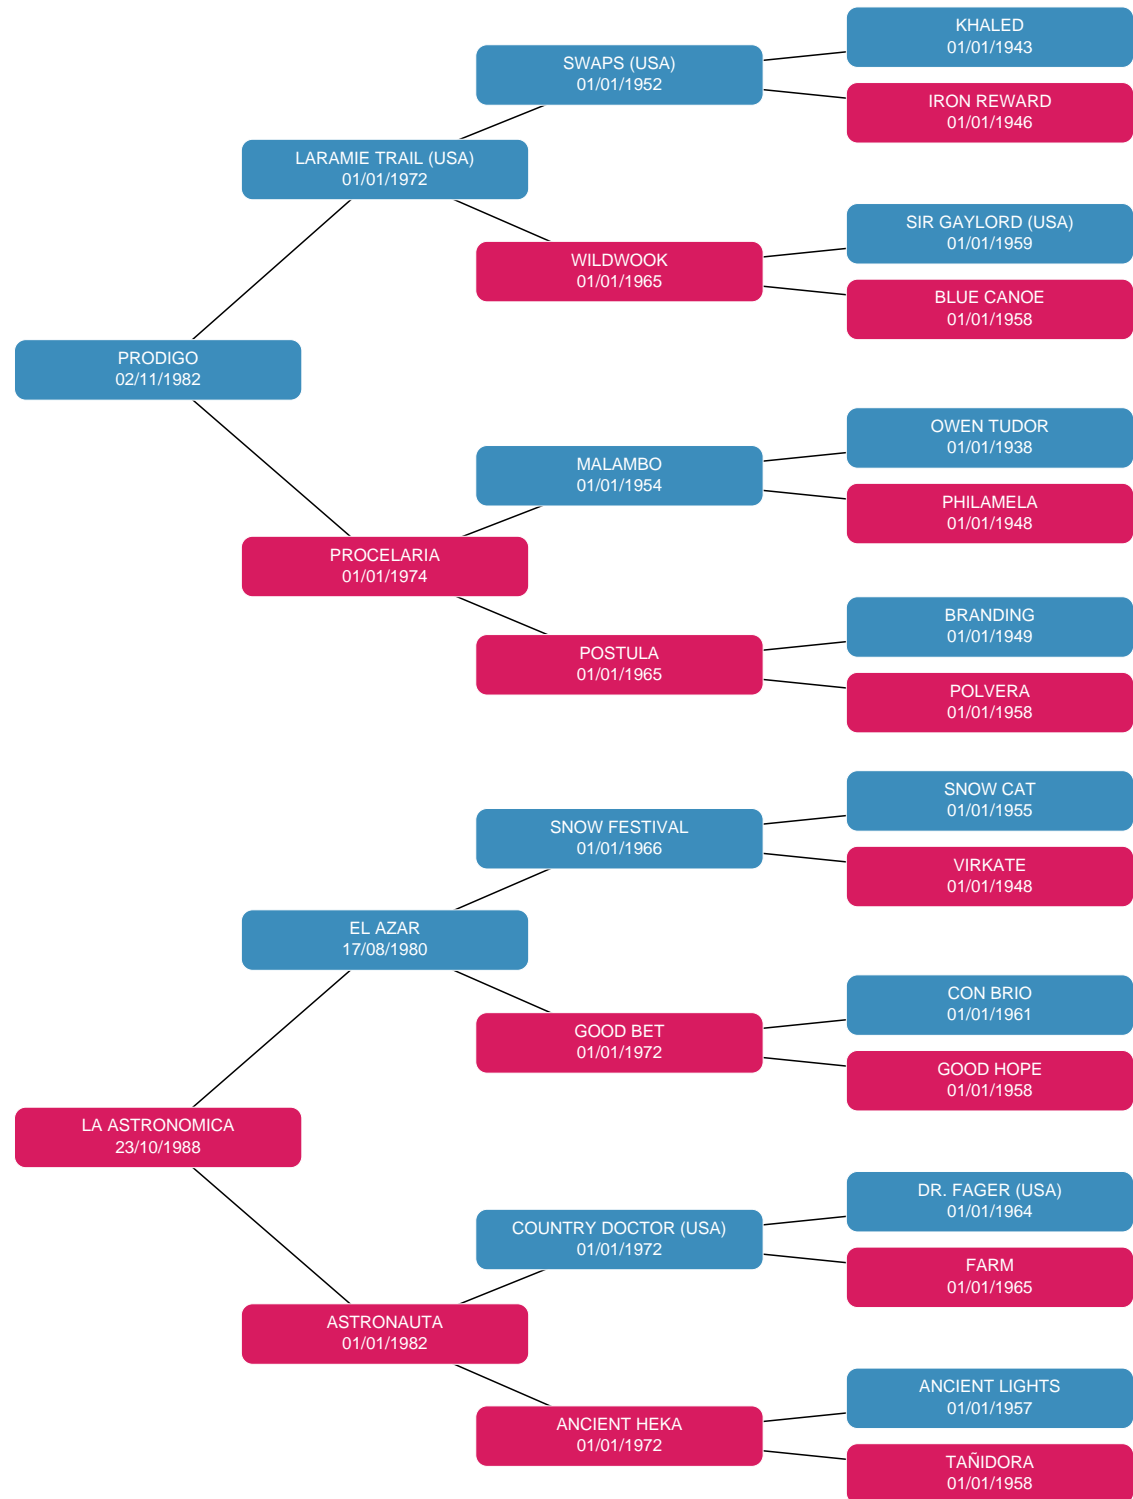 KHALED
01/01/1943
SWAPS (USA)
01/01/1952
IRON REWARD
01/01/1946
LARAMIE TRAIL (USA)
01/01/1972
SIR GAYLORD (USA)
01/01/1959
WILDWOOK
01/01/1965
BLUE CANOE
01/01/1958
PRODIGO
02/11/1982
OWEN TUDOR
01/01/1938
MALAMBO
01/01/1954
PHILAMELA
01/01/1948
PROCELARIA
01/01/1974
BRANDING
01/01/1949
POSTULA
01/01/1965
POLVERA
01/01/1958
SNOW CAT
01/01/1955
SNOW FESTIVAL
01/01/1966
VIRKATE
01/01/1948
EL AZAR
17/08/1980
CON BRIO
01/01/1961
GOOD BET
01/01/1972
GOOD HOPE
01/01/1958
LA ASTRONOMICA
23/10/1988
DR. FAGER (USA)
01/01/1964
COUNTRY DOCTOR (USA)
01/01/1972
FARM
01/01/1965
ASTRONAUTA
01/01/1982
ANCIENT LIGHTS
01/01/1957
ANCIENT HEKA
01/01/1972
TAÑIDORA
01/01/1958